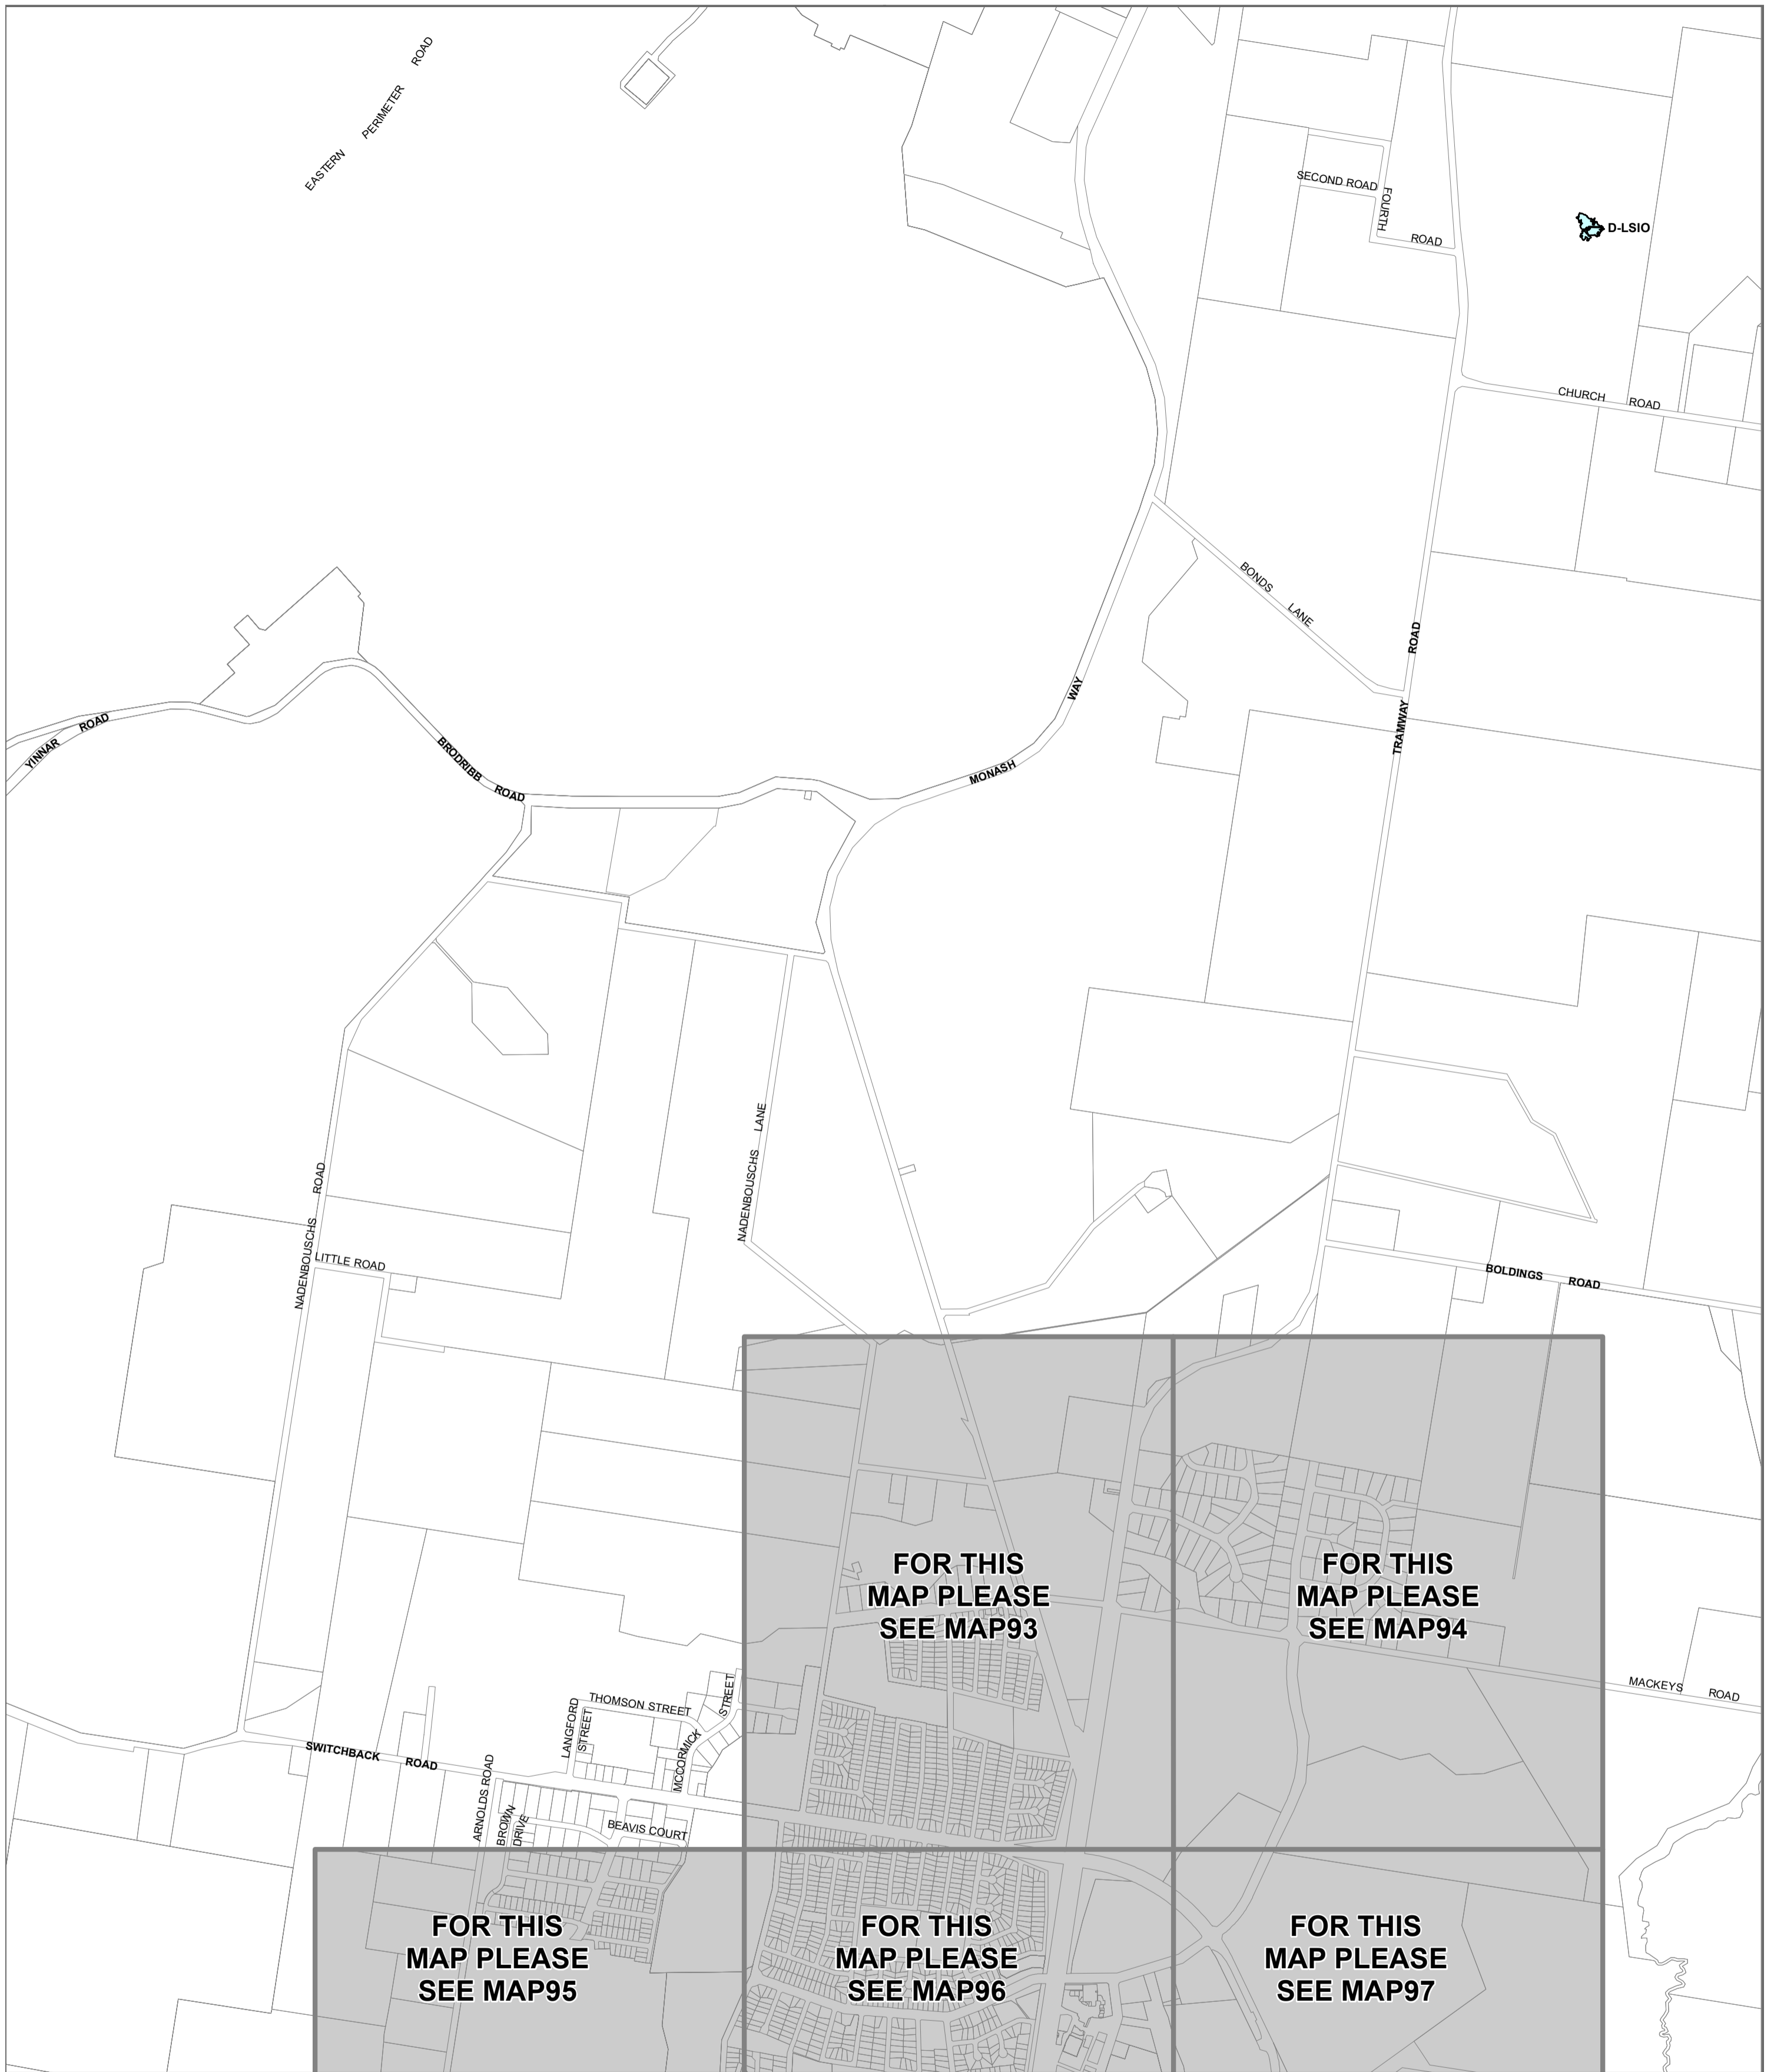 EASTERN PERIMETER ROAD
SECOND ROAD
FOURTH
ROAD
D-LSIO
CHURCH ROAD
BONDS LANE
TRAMWAY ROAD
YINNAR ROAD
BRODRIBB ROAD
MONASH WAY
NADENBOUSCHS LANE
NADENBOUSCHS ROAD
LITTLE ROAD
BOLDINGS ROAD
FOR THIS
MAP PLEASE
SEE MAP93
FOR THIS
MAP PLEASE
SEE MAP94
MACKEYS ROAD
THOMSON STREET
LANGFORD
STREET
MCCORMICK STREET
SWITCHBACK ROAD
ARNOLDS ROAD
BROWN
DRIVE
BEAVIS COURT
FOR THIS
MAP PLEASE
SEE MAP95
FOR THIS
MAP PLEASE
SEE MAP96
FOR THIS
MAP PLEASE
SEE MAP97